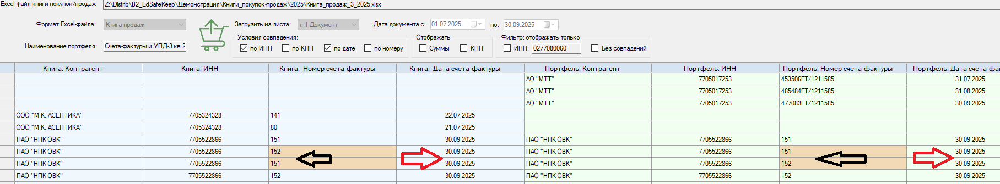 Excel-файл книги покупок/продаж Z:\Distrib\B2_EdSafeKeep\Демонстрация\Книги_покупок-продаж\2025\Книга_продаж_3_2025.xlsx
Формат Excel-файла: Книга продаж Загрузить из листа: л.1 Документ Дата документа с: 01.07.2025 по: 30.09.2025
Условия совпадения: Отображать Фильтр: отображать только
Наименование портфеля: Счета-фактуры и УПД-3 кв 2 по ИНН по КПП по дате по номеру Суммы КПП ИНН: 0277080060 Без совпадений
Книга: Контрагент Книга: ИНН Книга: Номер счета-фактуры Книга: Дата счета-фактуры Портфель: Контрагент Портфель: ИНН Портфель: Номер счета-фактуры Портфель: Дата счета-фа
АО "МТТ" 7705017253 453506ГТ/1211585 31.07.2025
АО "МТТ" 7705017253 465484ГТ/1211585 31.08.2025
АО "МТТ" 7705017253 477083ГТ/1211585 30.09.2025
ООО "М.К. АСЕПТИКА" 7705324328 141 22.07.2025
ООО "М.К. АСЕПТИКА" 7705324328 80 21.07.2025
ПАО "НПК ОВК" 7705522866 151 30.09.2025 ПАО "НПК ОВК" 7705522866 151 30.09.2025
ПАО "НПК ОВК" 7705522866 152 30.09.2025 ПАО "НПК ОВК" 7705522866 151 30.09.2025
ПАО "НПК ОВК" 7705522866 151 30.09.2025 ПАО "НПК ОВК" 7705522866 152 30.09.2025
ПАО "НПК ОВК" 7705522866 152 30.09.2025 ПАО "НПК ОВК" 7705522866 152 30.09.2025